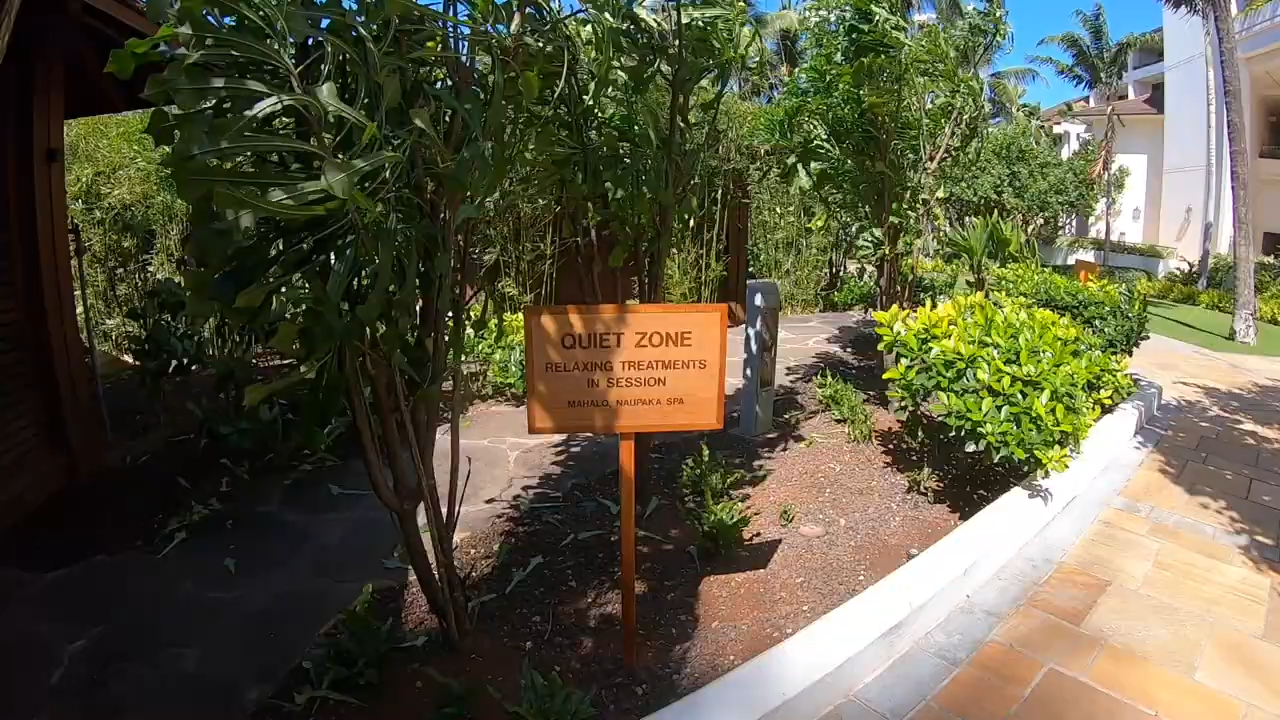 QUIET ZONE
RELAXING TREATMENTS
IN SESSION
MAHALO, NAUPAKA SPA